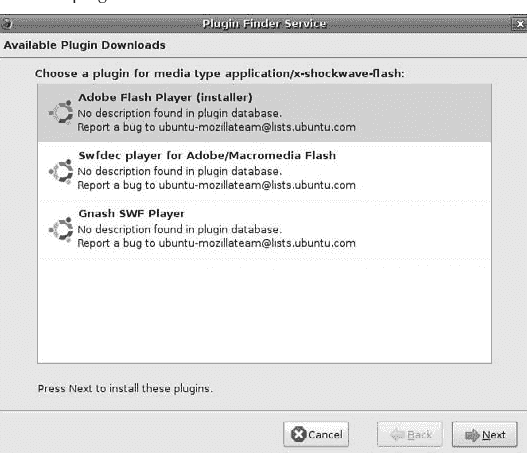 Plugin Finder Service
Available Plugin Downloads
Choose a plugin for media type application/x-shockwave-flash:
Adobe Flash Player (installer)
No description found in plugin database.
Report a bug to ubuntu-mozillateam@lists.ubuntu.com
Swfdec player for Adobe/Macromedia Flash
No description found in plugin database.
Report a bug to ubuntu-mozillateam@lists.ubuntu.com
Gnash SWF Player
No description found in plugin database.
Report a bug to ubuntu-mozillateam@lists.ubuntu.com
Press Next to install these plugins.
Cancel
Back
Next